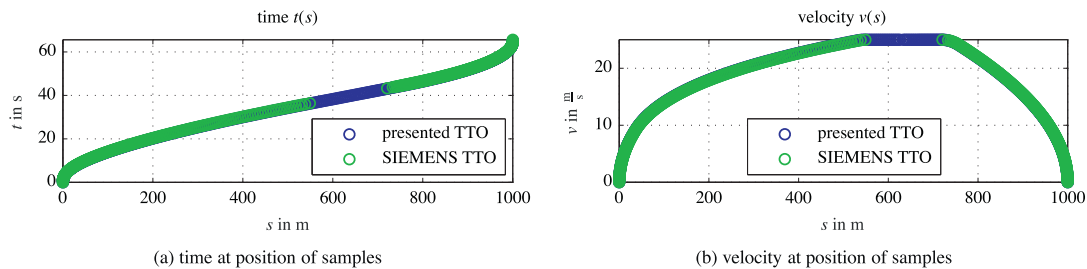 time t(s)
60
40
20
0
t in s
presented TTO
SIEMENS TTO
0 200 400 600 800 1000
s in m
(a) time at position of samples
velocity v(s)
20
10
0
v in m/s
presented TTO
SIEMENS TTO
0 200 400 600 800 1000
s in m
(b) velocity at position of samples